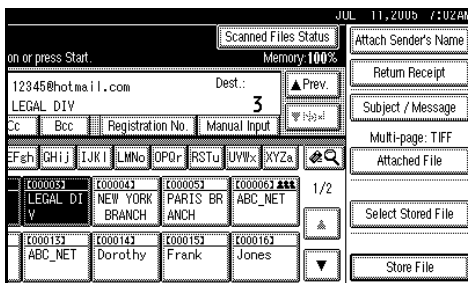 JUL 11,2005 7:02AM
Scanned Files Status
Attach Sender's Name
on or press Start.
Memory:100%
Return Receipt
12345@hotmail.com
Dest.:
▲Prev.
LEGAL DIV
3
Subject / Message
Cc
Bcc
Registration No.
Manual Input
Multi-page: TIFF
EFgh
GHij
IJKl
LMNo
OPQr
RSTu
UVWx
XYZa
Attached File
[00003]
LEGAL DI
V
[00004]
NEW YORK
BRANCH
[00005]
PARIS BR
ANCH
[00006]
ABC_NET
1/2
Select Stored File
[00013]
ABC_NET
[00014]
Dorothy
[00015]
Frank
[00016]
Jones
▼
Store File